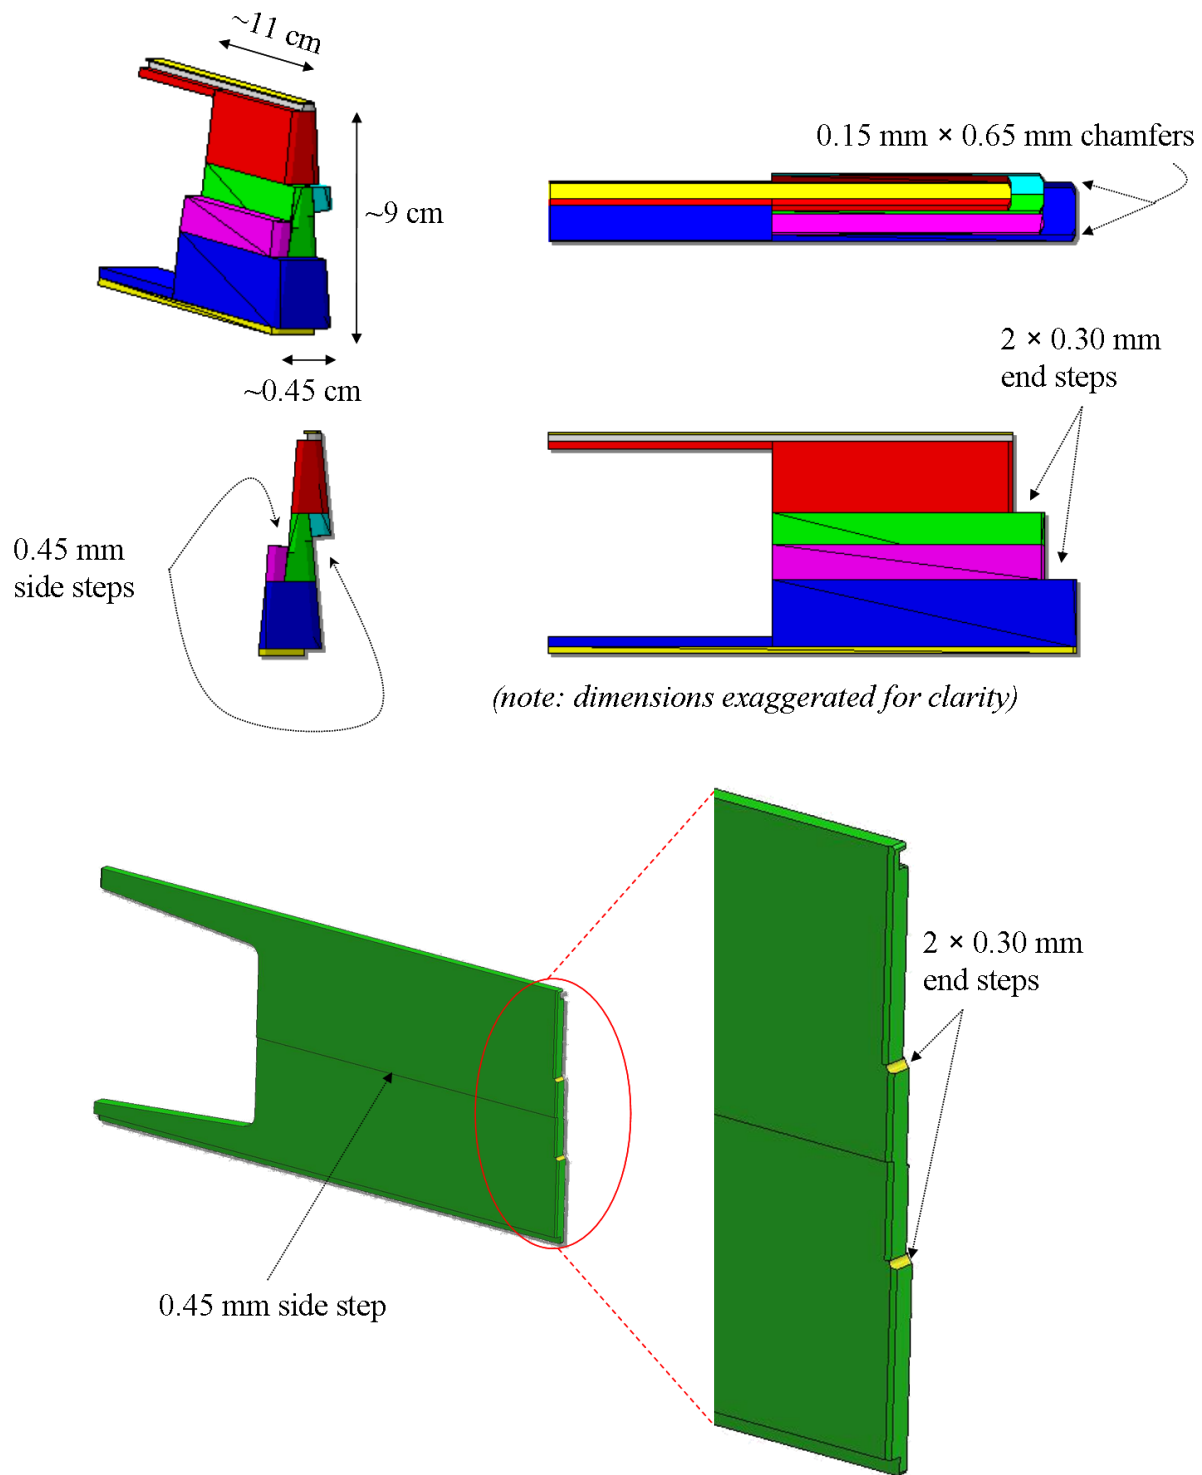 ~11 cm
0.15 mm × 0.65 mm chamfers
~9 cm
2 × 0.30 mm
end steps
~0.45 cm
0.45 mm
side steps
(note: dimensions exaggerated for clarity)
2 × 0.30 mm
end steps
0.45 mm side step